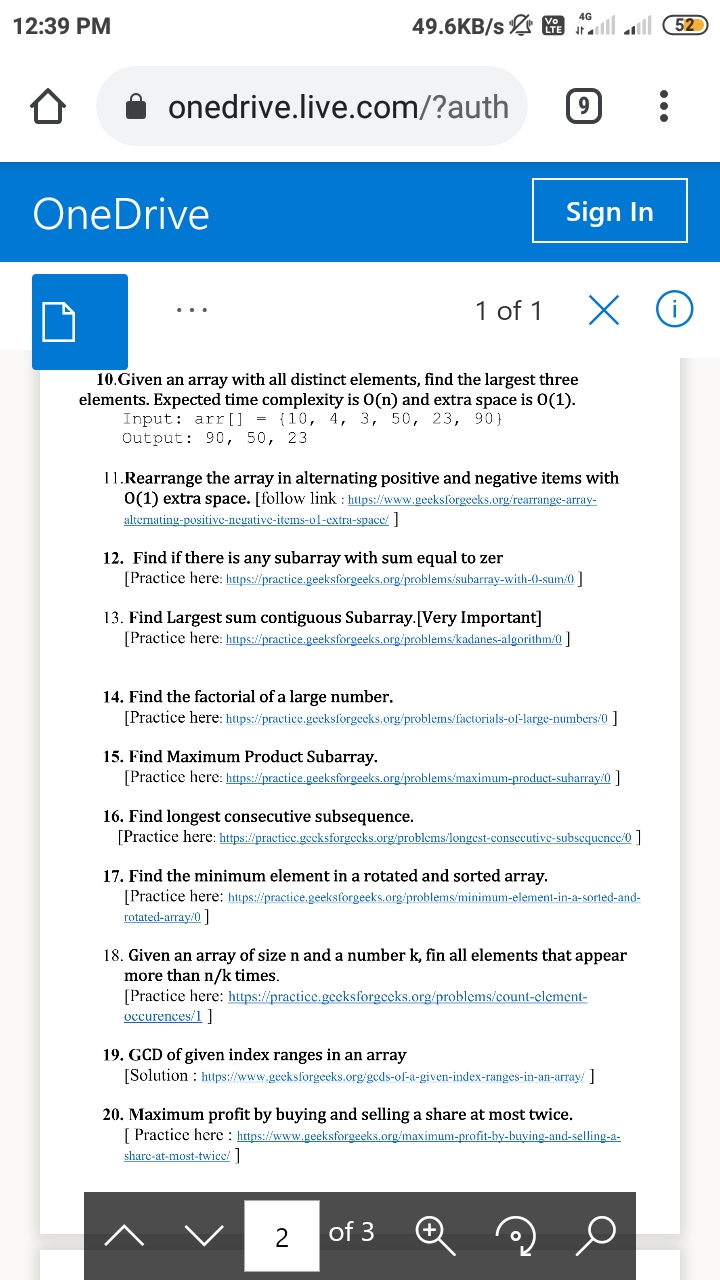 12:39 PM
49.6KB/s Vo LTE 4G 52
onedrive.live.com/?auth 9
OneDrive Sign In
... 1 of 1
10.Given an array with all distinct elements, find the largest three
elements. Expected time complexity is O(n) and extra space is O(1).
Input: arr[] = {10, 4, 3, 50, 23, 90}
Output: 90, 50, 23
11.Rearrange the array in alternating positive and negative items with
O(1) extra space. [follow link : https://www.geeksforgeeks.org/rearrange-array-
alternating-positive-negative-items-o1-extra-space/ ]
12. Find if there is any subarray with sum equal to zer
[Practice here: https://practice.geeksforgeeks.org/problems/subarray-with-0-sum/0 ]
13. Find Largest sum contiguous Subarray.[Very Important]
[Practice here: https://practice.geeksforgeeks.org/problems/kadanes-algorithm/0 ]
14. Find the factorial of a large number.
[Practice here: https://practice.geeksforgeeks.org/problems/factorials-of-large-numbers/0 ]
15. Find Maximum Product Subarray.
[Practice here: https://practice.geeksforgeeks.org/problems/maximum-product-subarray/0 ]
16. Find longest consecutive subsequence.
[Practice here: https://practice.geeksforgeeks.org/problems/longest-consecutive-subsequence/0 ]
17. Find the minimum element in a rotated and sorted array.
[Practice here: https://practice.geeksforgeeks.org/problems/minimum-element-in-a-sorted-and-
rotated-array/0 ]
18. Given an array of size n and a number k, fin all elements that appear
more than n/k times.
[Practice here: https://practice.geeksforgeeks.org/problems/count-element-
occurences/1 ]
19. GCD of given index ranges in an array
[Solution : https://www.geeksforgeeks.org/gcds-of-a-given-index-ranges-in-an-array/ ]
20. Maximum profit by buying and selling a share at most twice.
[ Practice here : https://www.geeksforgeeks.org/maximum-profit-by-buying-and-selling-a-
share-at-most-twice/ ]
2 of 3